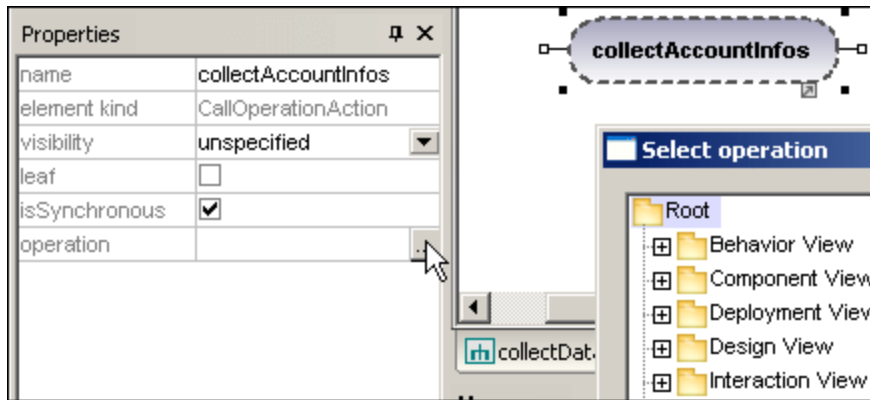 Properties
name collectAccountInfos
element kind CallOperationAction
visibility unspecified
leaf
isSynchronous
operation ...
collectAccountInfos
Select operation
Root
Behavior View
Component View
Deployment View
Design View
Interaction View
collectDat